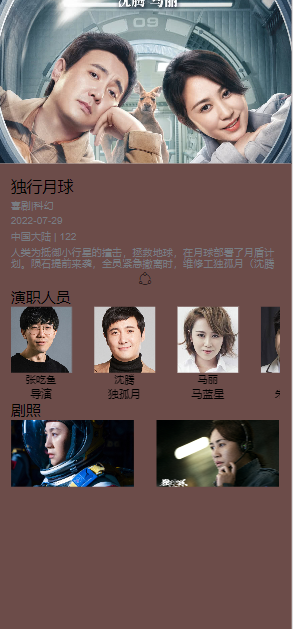 沈腾 马丽
09
独行月球
喜剧|科幻
2022-07-29
中国大陆 | 122
人类为抵御小行星的撞击，拯救地球，在月球部署了月盾计
划。陨石提前来袭，全员紧急撤离时，维修工独孤月（沈腾
演职人员
张吃鱼 沈腾 马丽
导演 独孤月 马蓝星
剧照